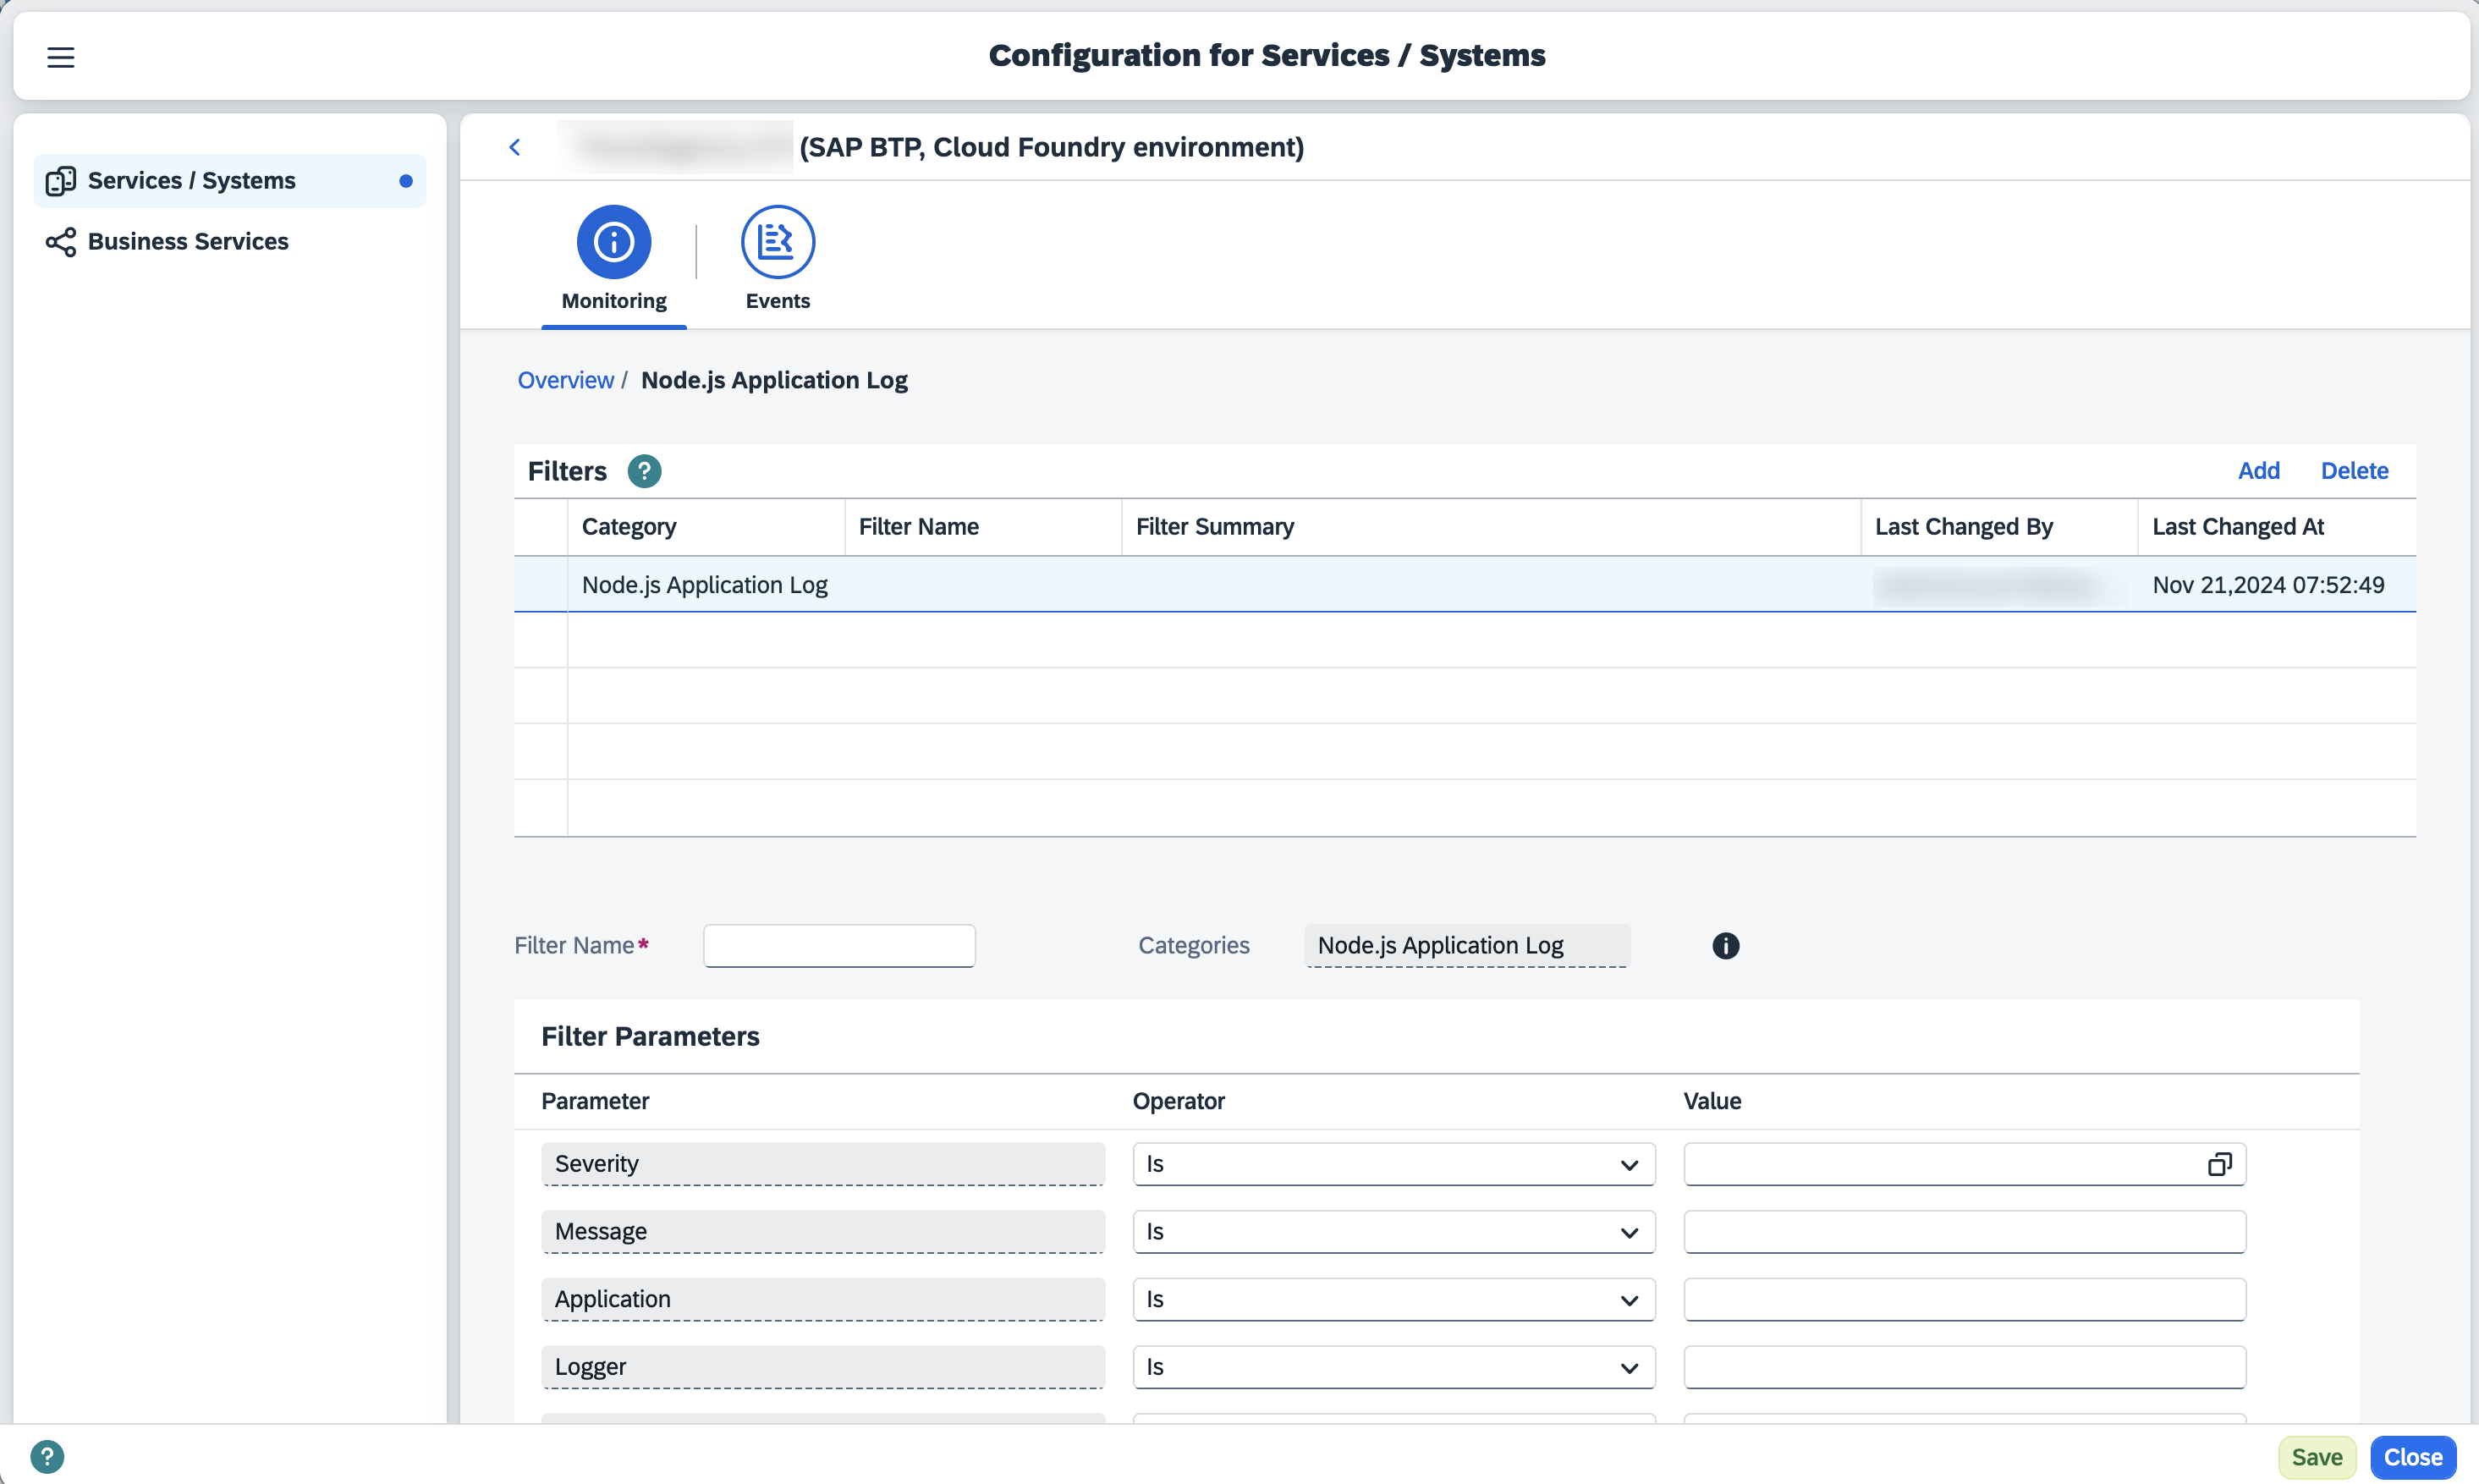 Configuration for Services / Systems
Services / Systems
Business Services
(SAP BTP, Cloud Foundry environment)
Monitoring
Events
Overview / Node.js Application Log
Filters ? Add Delete
Category Filter Name Filter Summary Last Changed By Last Changed At
Node.js Application Log Nov 21,2024 07:52:49
Filter Name* Categories Node.js Application Log
Filter Parameters
Parameter Operator Value
Severity Is
Message Is
Application Is
Logger Is
? Save Close